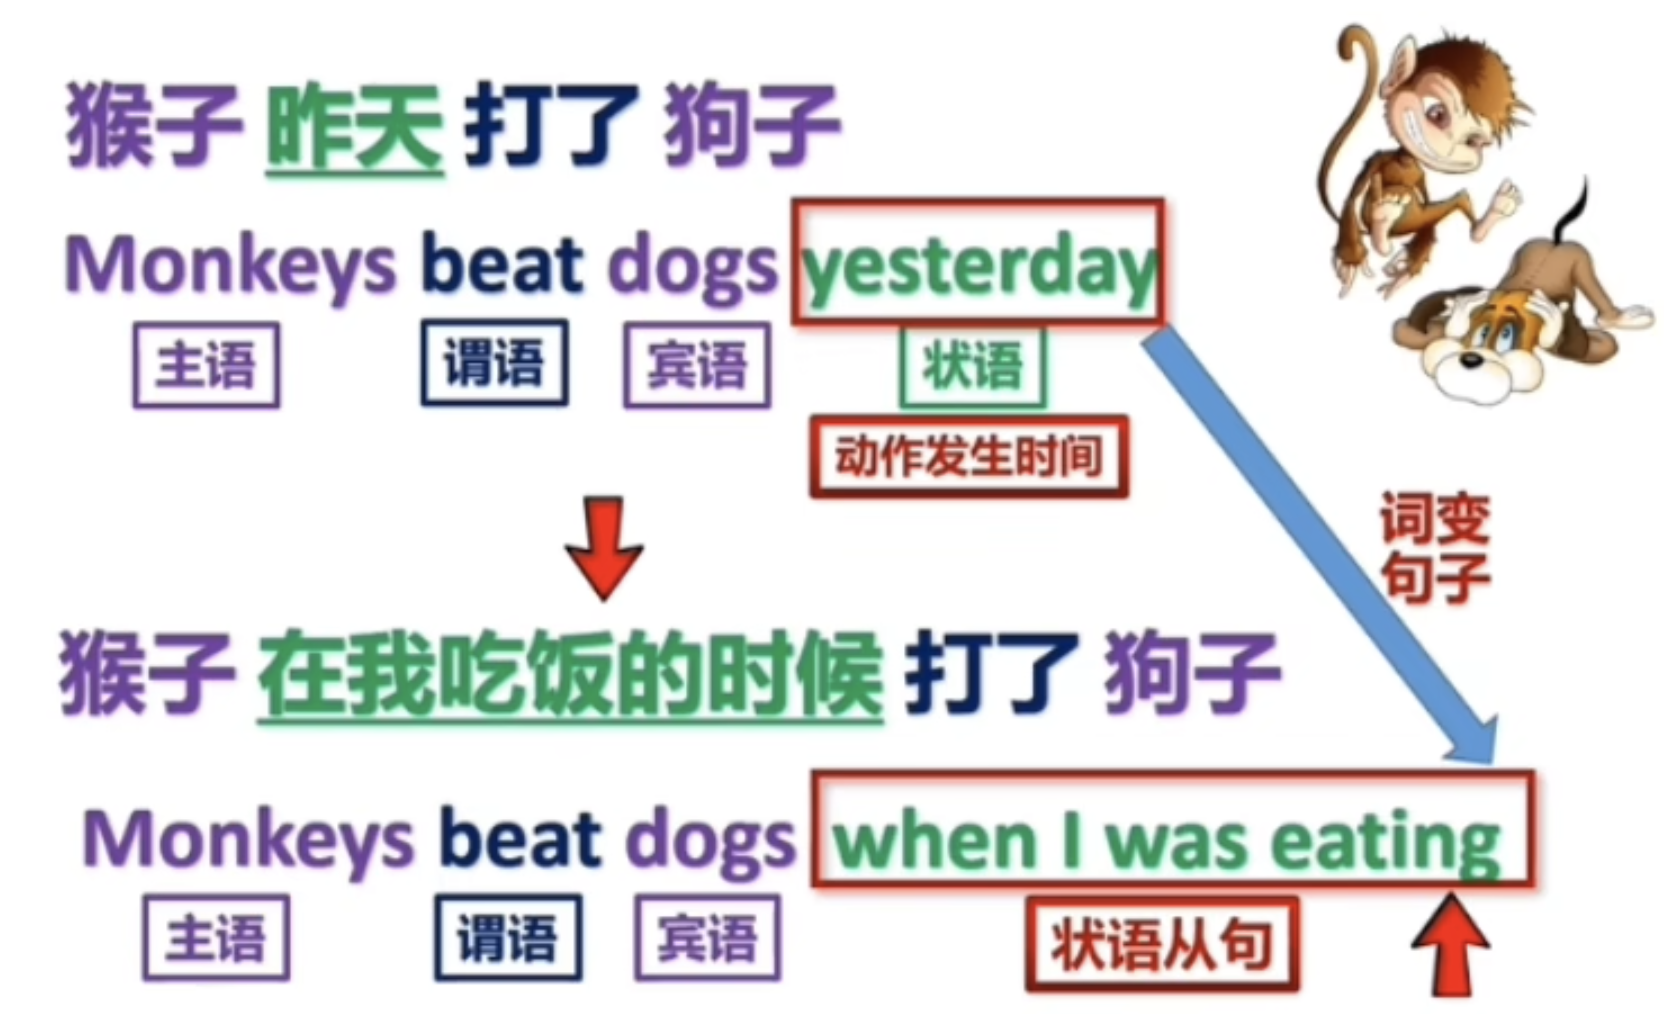 猴子 昨天 打了 狗子
Monkeys beat dogs yesterday
主语 谓语 宾语 状语
动作发生时间
词变
句子
猴子 在我吃饭的时候 打了 狗子
Monkeys beat dogs when I was eating
主语 谓语 宾语 状语从句